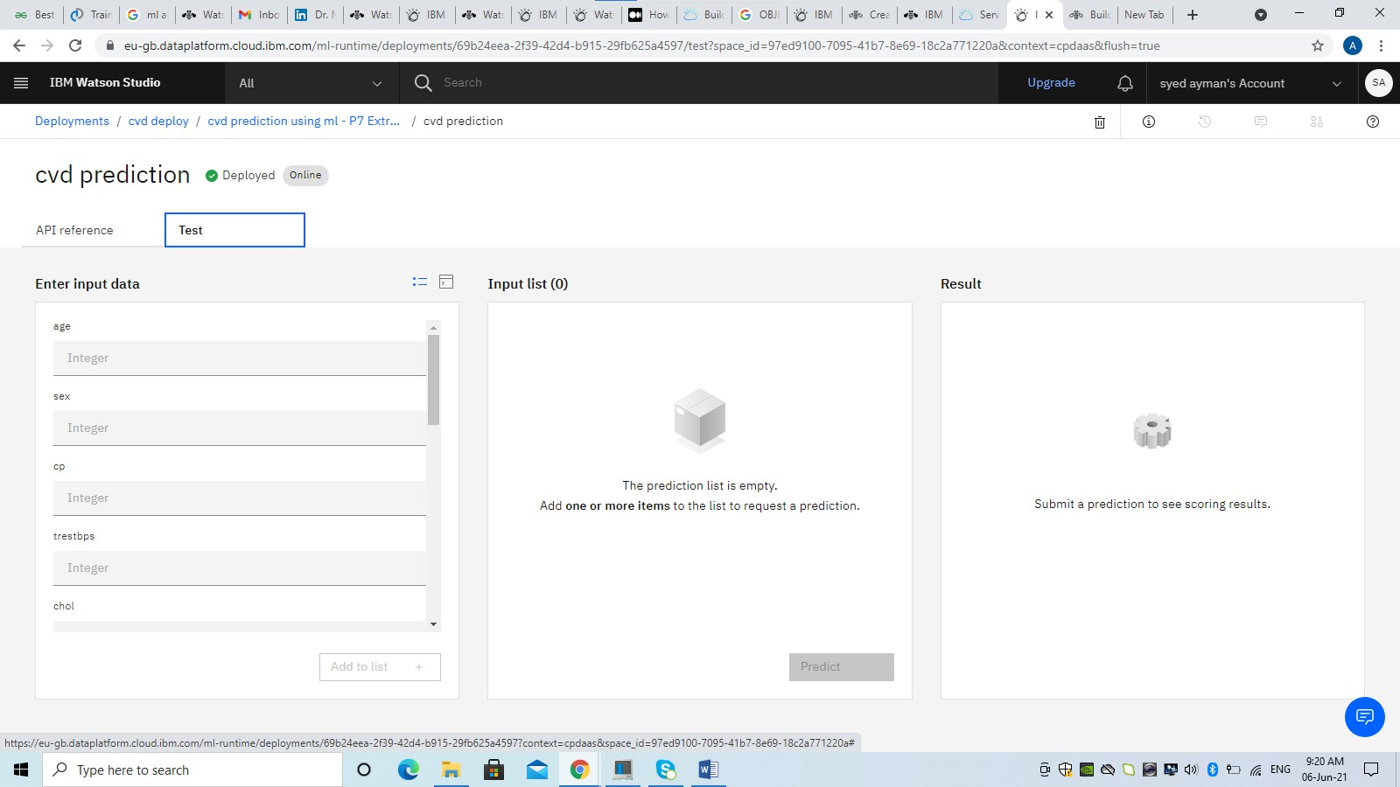 Best
Train
ml a
Wats
Inbo
Dr. N
Wats
IBM
Wats
IBM
Wats
How
Build
OBJI
IBM
Crea
IBM
Serv
I
Build
New Tab
eu-gb.dataplatform.cloud.ibm.com/ml-runtime/deployments/69b24eea-2f39-42d4-b915-29fb625a4597/test?space_id=97ed9100-7095-41b7-8e69-18c2a771220a&context=cpdaas&flush=true
A
IBM Watson Studio
All
Search
Upgrade
syed ayman's Account
SA
Deployments / cvd deploy / cvd prediction using ml - P7 Extr... / cvd prediction
cvd prediction
Deployed
Online
API reference
Test
Enter input data
Input list (0)
Result
age
Integer
sex
Integer
cp
Integer
trestbps
Integer
chol
Add to list +
The prediction list is empty.
Add one or more items to the list to request a prediction.
Predict
Submit a prediction to see scoring results.
https://eu-gb.dataplatform.cloud.ibm.com/ml-runtime/deployments/69b24eea-2f39-42d4-b915-29fb625a4597?context=cpdaas&space_id=97ed9100-7095-41b7-8e69-18c2a771220a#
Type here to search
ENG
9:20 AM
06-Jun-21